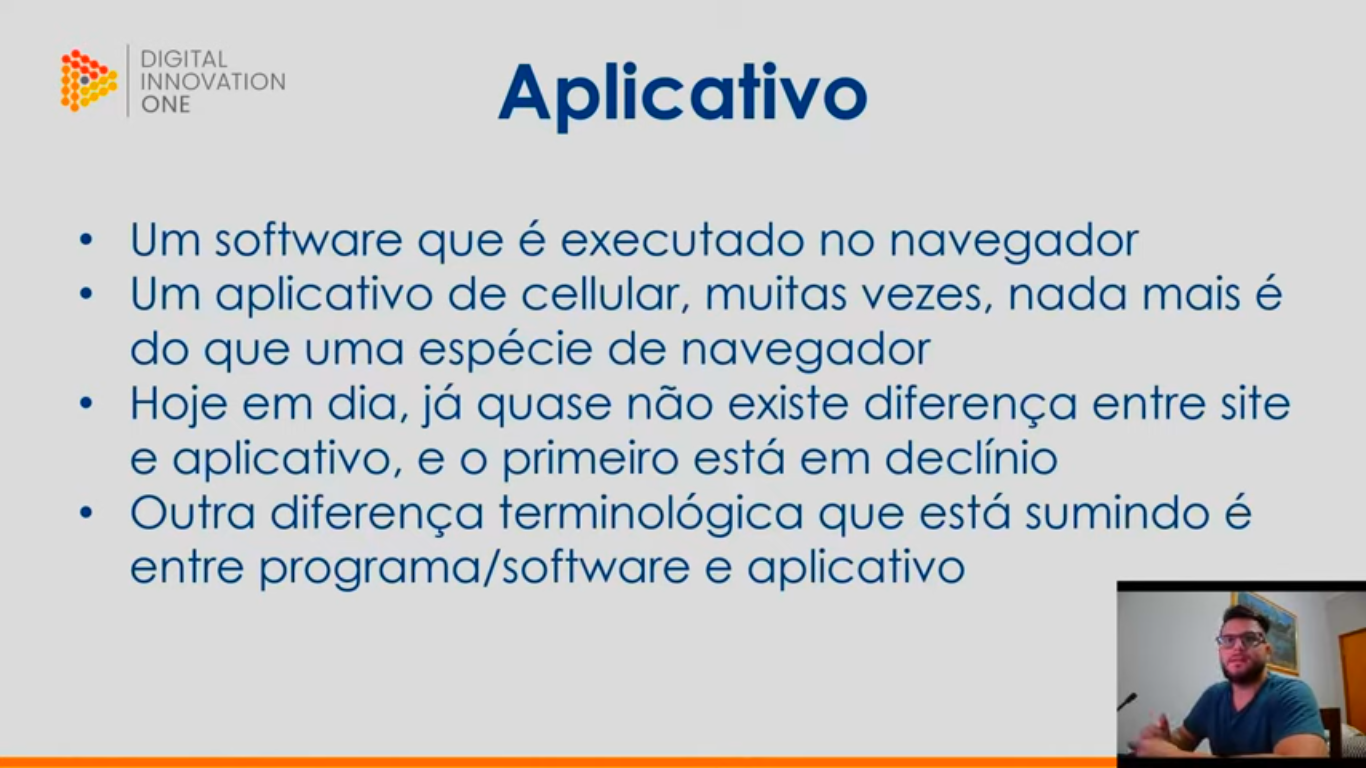 DIGITAL
INNOVATION
ONE
Aplicativo
• Um software que é executado no navegador
• Um aplicativo de cellular, muitas vezes, nada mais é
do que uma espécie de navegador
• Hoje em dia, já quase não existe diferença entre site
e aplicativo, e o primeiro está em declínio
• Outra diferença terminológica que está sumindo é
entre programa/software e aplicativo